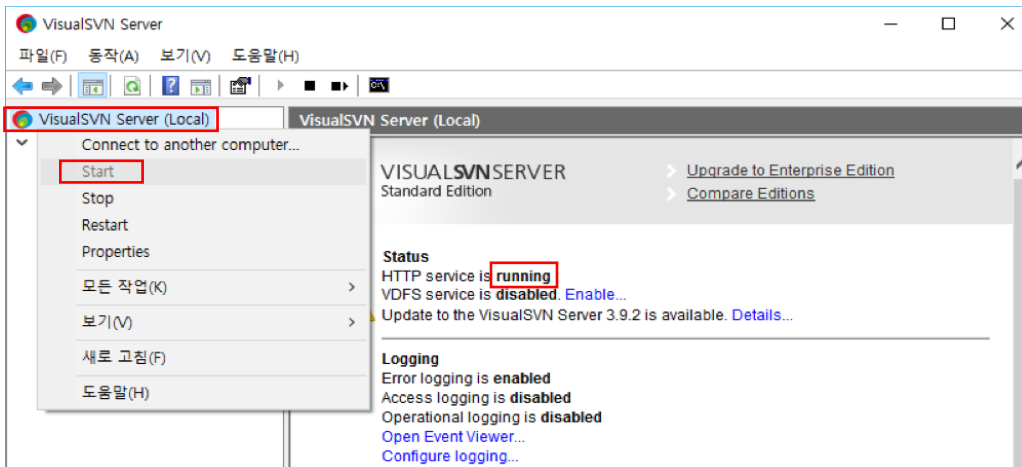 VisualSVN Server
파일(F) 동작(A) 보기(V) 도움말(H)
VisualSVN Server (Local)
VisualSVN Server (Local)
Connect to another computer...
Start
Stop
Restart
Properties
모든 작업(K)
보기(V)
새로 고침(F)
도움말(H)
VISUALSVNSERVER
Standard Edition
Upgrade to Enterprise Edition
Compare Editions
Status
HTTP service is running
VDFS service is disabled. Enable...
Update to the VisualSVN Server 3.9.2 is available. Details...
Logging
Error logging is enabled
Access logging is disabled
Operational logging is disabled
Open Event Viewer...
Configure logging...